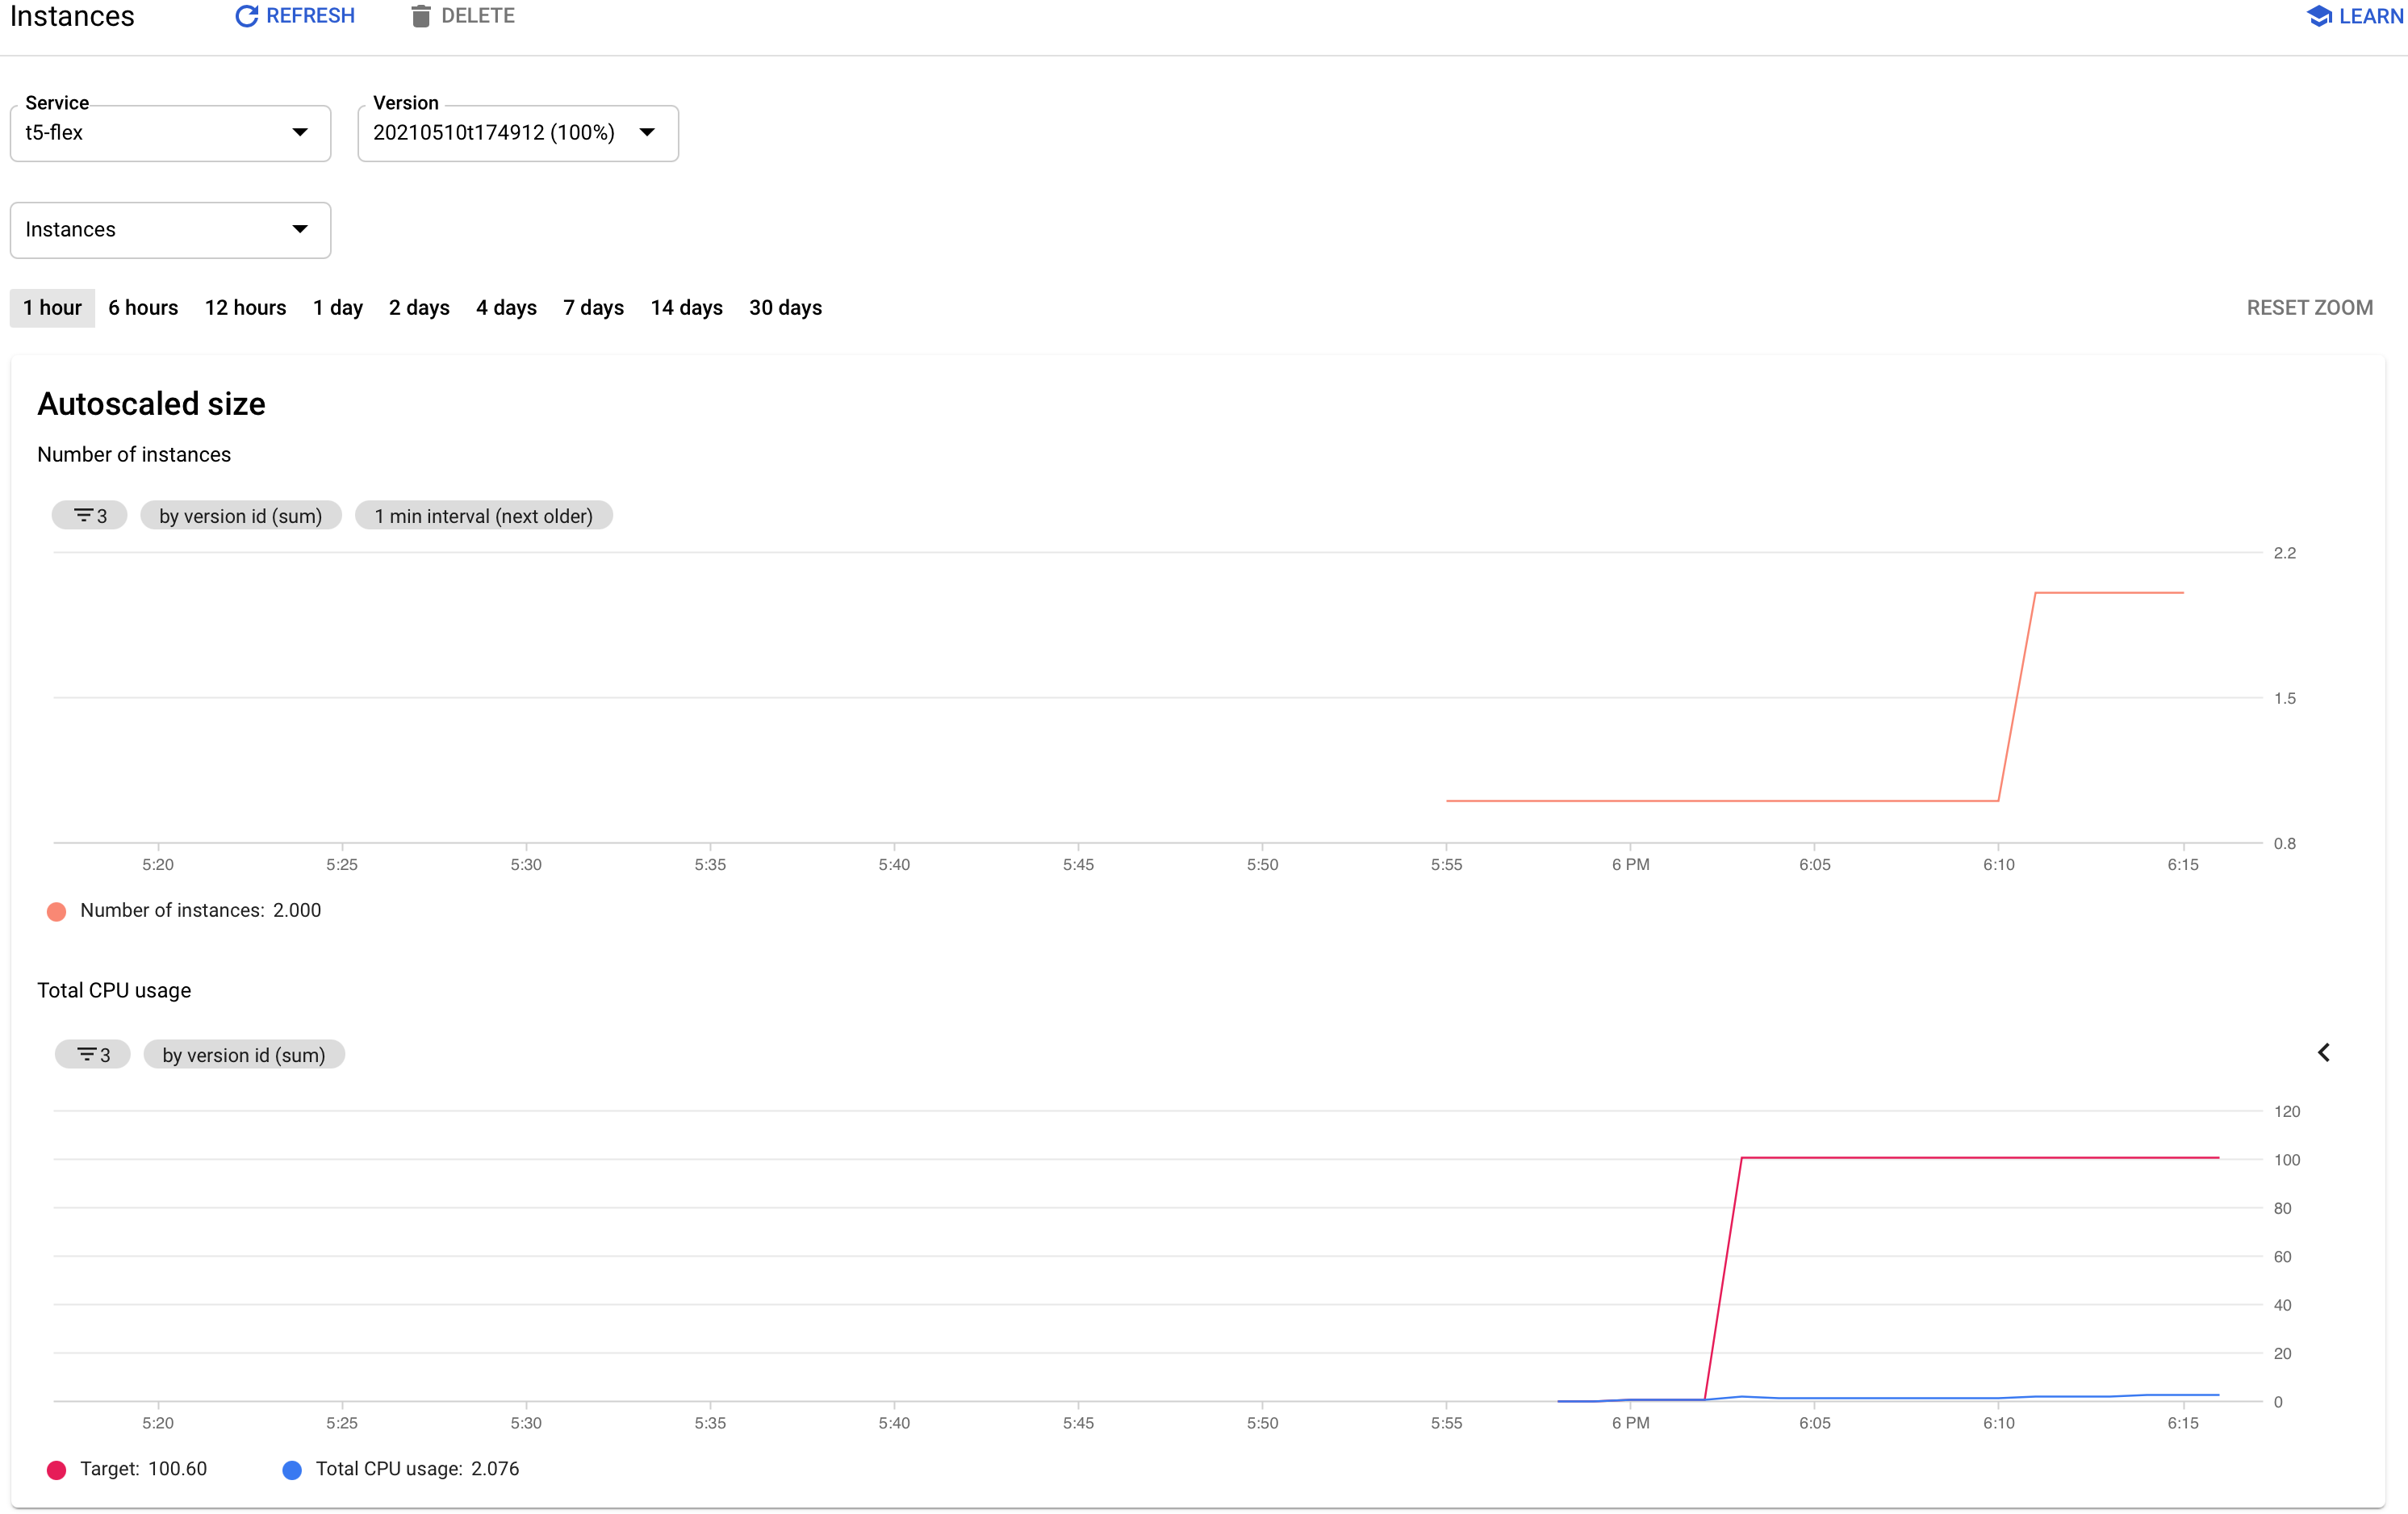 Instances REFRESH DELETE LEARN
Service Version
t5-flex 20210510t174912 (100%)
Instances
1 hour 6 hours 12 hours 1 day 2 days 4 days 7 days 14 days 30 days RESET ZOOM
Autoscaled size
Number of instances
3 by version id (sum) 1 min interval (next older)
2.2
1.5
0.8
5:20 5:25 5:30 5:35 5:40 5:45 5:50 5:55 6 PM 6:05 6:10 6:15
Number of instances: 2.000
Total CPU usage
3 by version id (sum)
120
100
80
60
40
20
0
5:20 5:25 5:30 5:35 5:40 5:45 5:50 5:55 6 PM 6:05 6:10 6:15
Target: 100.60 Total CPU usage: 2.076